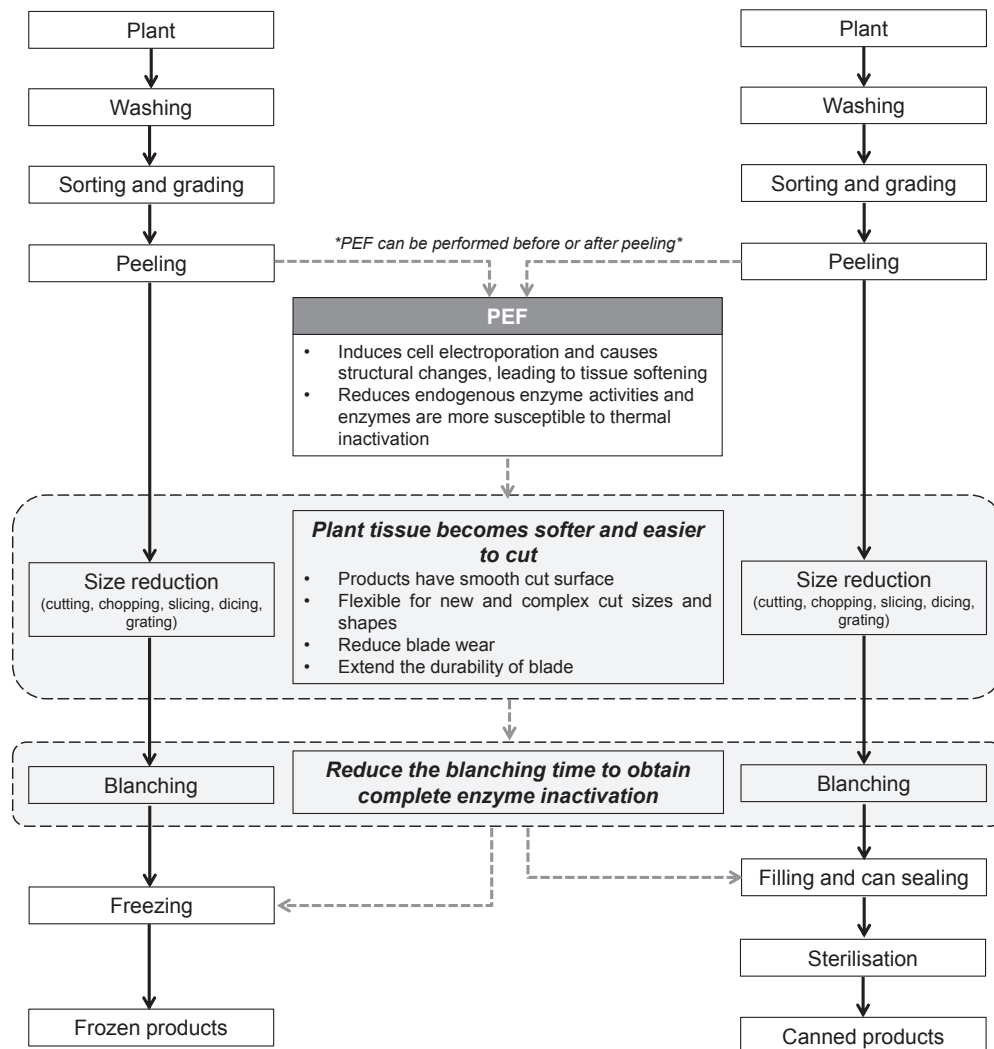 Plant
Washing
Sorting and grading
Peeling
Plant
Washing
Sorting and grading
Peeling
*PEF can be performed before or after peeling*
PEF
• Induces cell electroporation and causes
structural changes, leading to tissue softening
• Reduces endogenous enzyme activities and
enzymes are more susceptible to thermal
inactivation
Size reduction
(cutting, chopping, slicing, dicing,
grating)
Plant tissue becomes softer and easier
to cut
• Products have smooth cut surface
• Flexible for new and complex cut sizes and
shapes
• Reduce blade wear
• Extend the durability of blade
Size reduction
(cutting, chopping, slicing, dicing,
grating)
Blanching
Reduce the blanching time to obtain
complete enzyme inactivation
Blanching
Freezing
Frozen products
Filling and can sealing
Sterilisation
Canned products